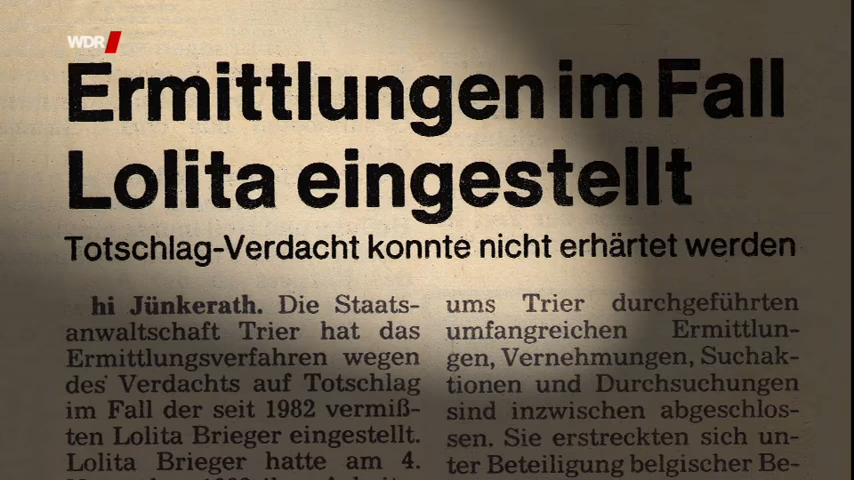 WDR
Ermittlungen im Fall
Lolita eingestellt
Totschlag-Verdacht konnte nicht erhärtet werden
hi Jünkerath. Die Staats-
anwaltschaft Trier hat das
Ermittlungsverfahren wegen
des Verdachts auf Totschlag
im Fall der seit 1982 vermiß-
ten Lolita Brieger eingestellt.
Lolita Brieger hatte am 4.
ums Trier durchgeführten
umfangreichen Ermittlun-
gen, Vernehmungen, Suchak-
tionen und Durchsuchungen
sind inzwischen abgeschlos-
sen. Sie erstreckten sich un-
ter Beteiligung belgischer Be-